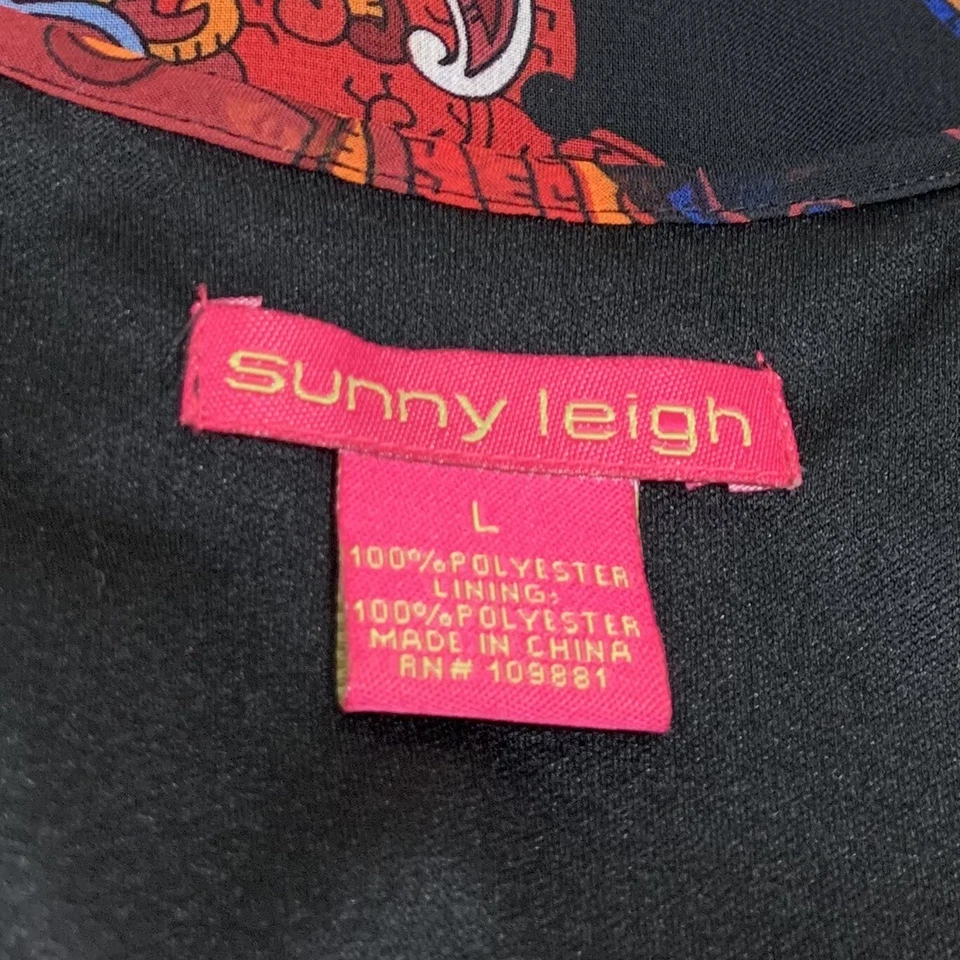 sunny leigh
L
100%POLYESTER
LINING:
100%POLYESTER
MADE IN CHINA
RN# 109881